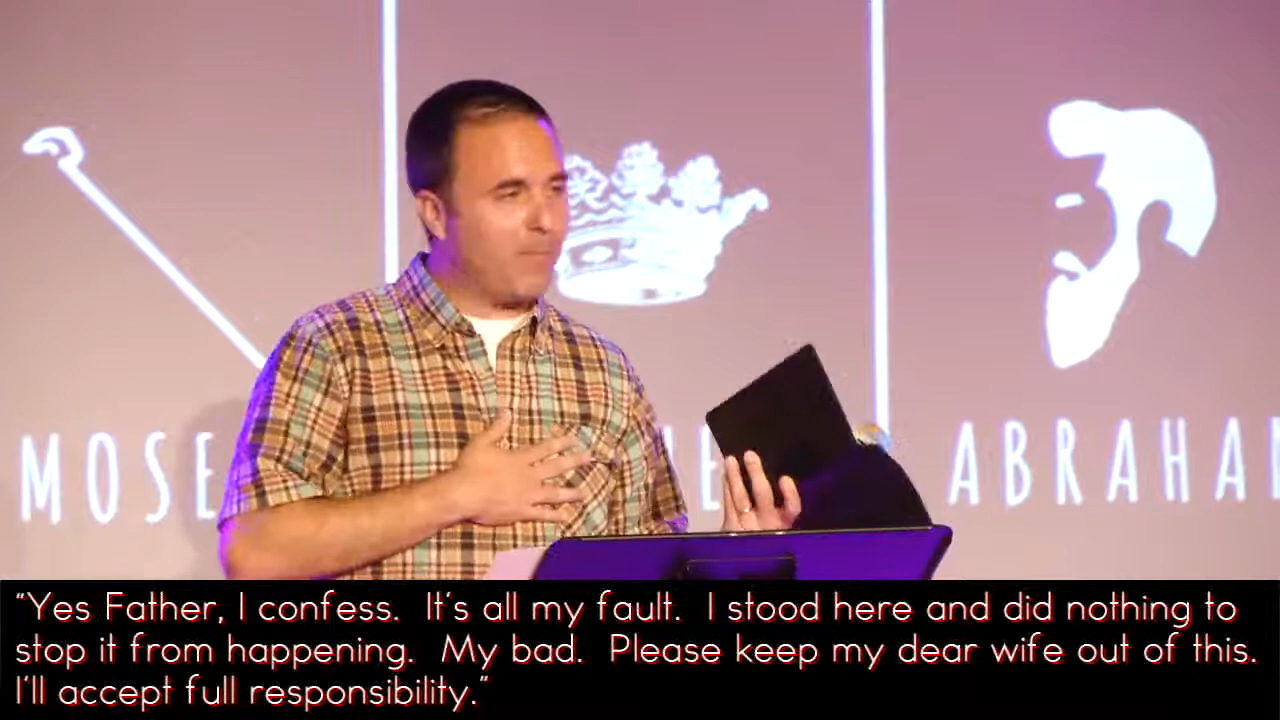 MOSE
ABRAHA
"Yes Father, I confess. It's all my fault. I stood here and did nothing to
stop it from happening. My bad. Please keep my dear wife out of this.
I'll accept full responsibility."